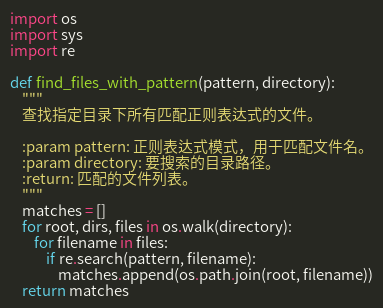 import os
import sys
import re

def find_files_with_pattern(pattern, directory):
    """
    查找指定目录下所有匹配正则表达式的文件。

    :param pattern: 正则表达式模式，用于匹配文件名。
    :param directory: 要搜索的目录路径。
    :return: 匹配的文件列表。
    """
    matches = []
    for root, dirs, files in os.walk(directory):
        for filename in files:
            if re.search(pattern, filename):
                matches.append(os.path.join(root, filename))
    return matches